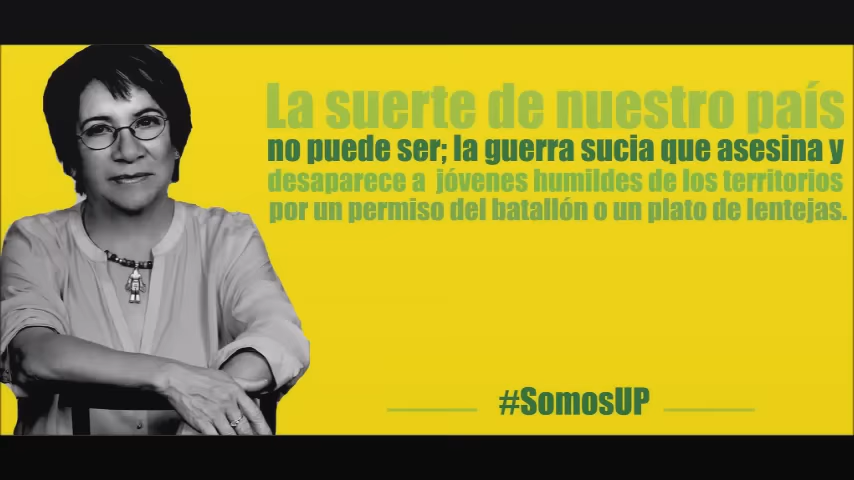 La suerte de nuestro país
no puede ser; la guerra sucia que asesina y
desaparece a jóvenes humildes de los territorios
por un permiso del batallón o un plato de lentejas.
#SomosUP